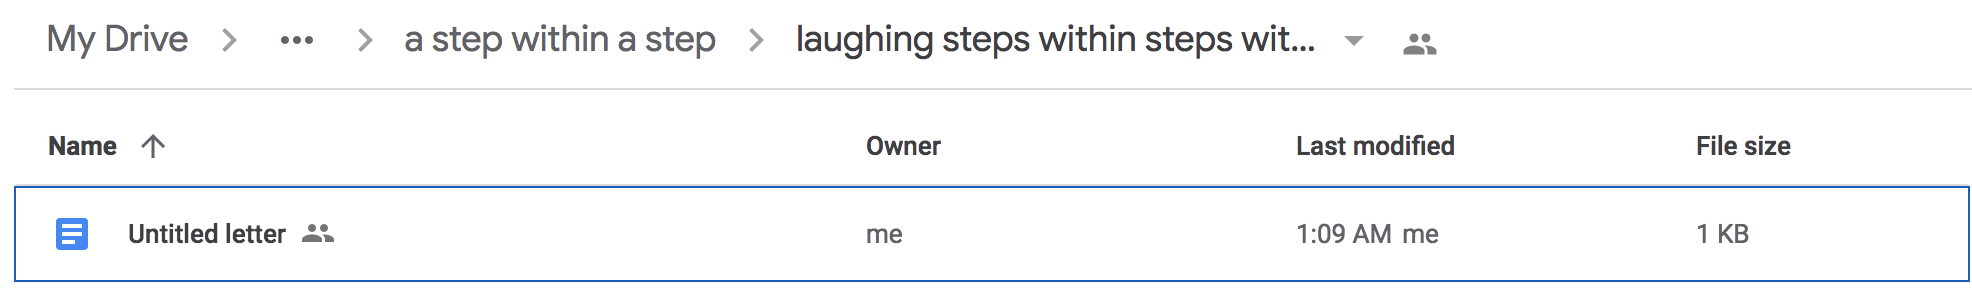 My Drive > ... > a step within a step > laughing steps within steps wit...
Name ↑ Owner Last modified File size
Untitled letter me 1:09 AM me 1 KB